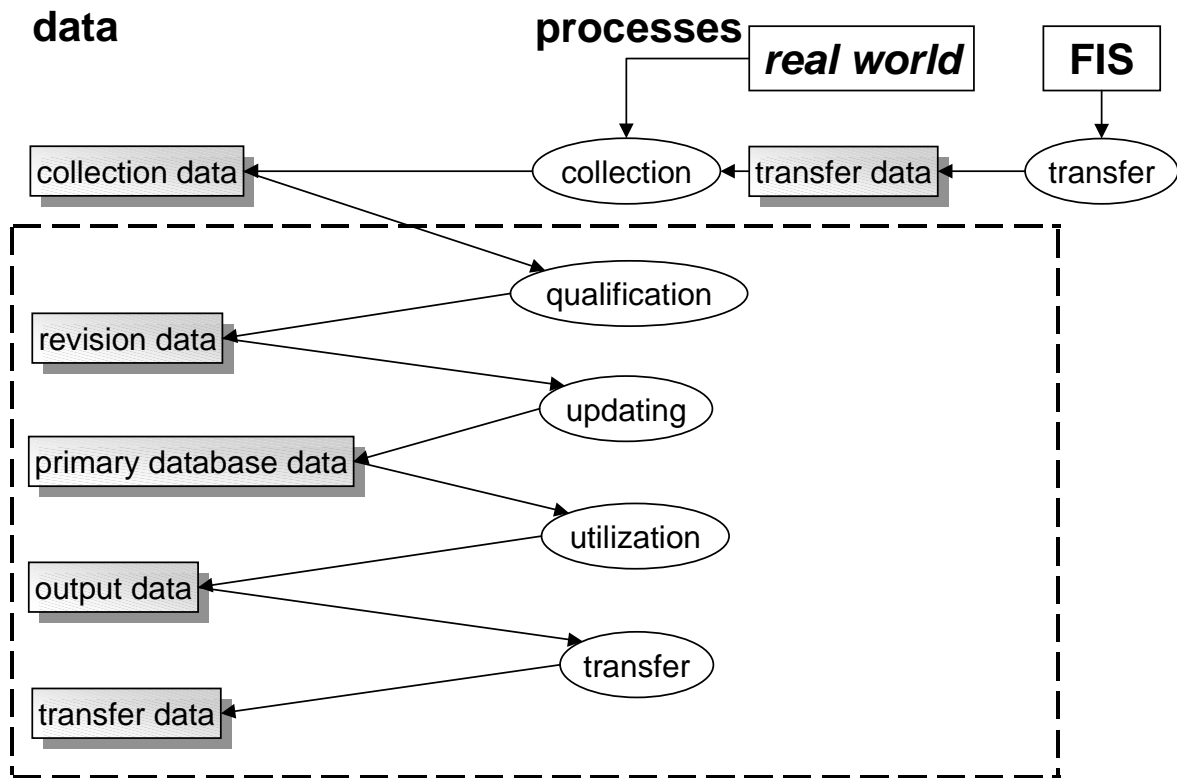 data
processes
real world
FIS
collection data
collection
transfer data
transfer
qualification
revision data
updating
primary database data
utilization
output data
transfer
transfer data